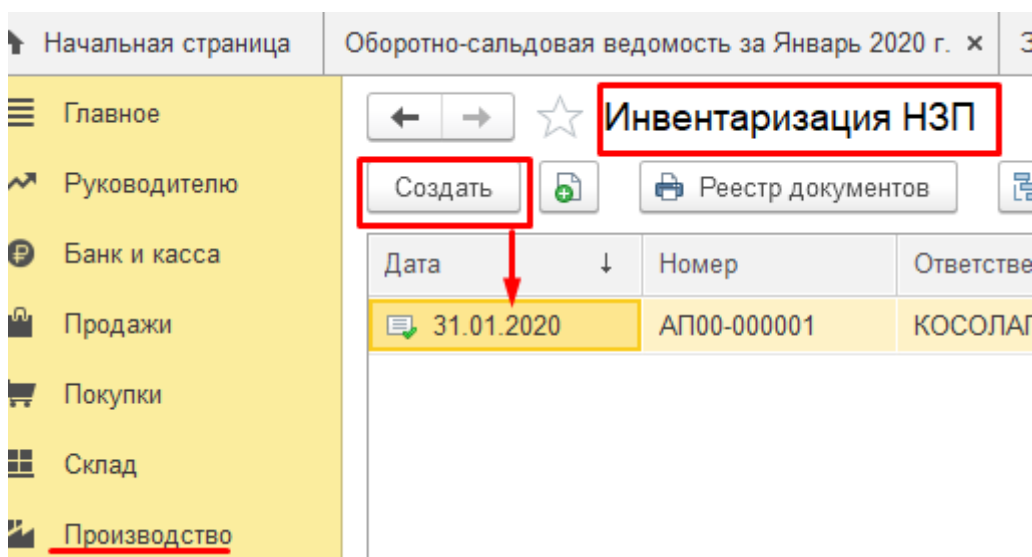 Начальная страница
Оборотно-сальдовая ведомость за Январь 2020 г. ×
Главное
Руководителю
Банк и касса
Продажи
Покупки
Склад
Производство
Инвентаризация НЗП
Создать
Реестр документов
Дата ↓ Номер
31.01.2020 АП00-000001